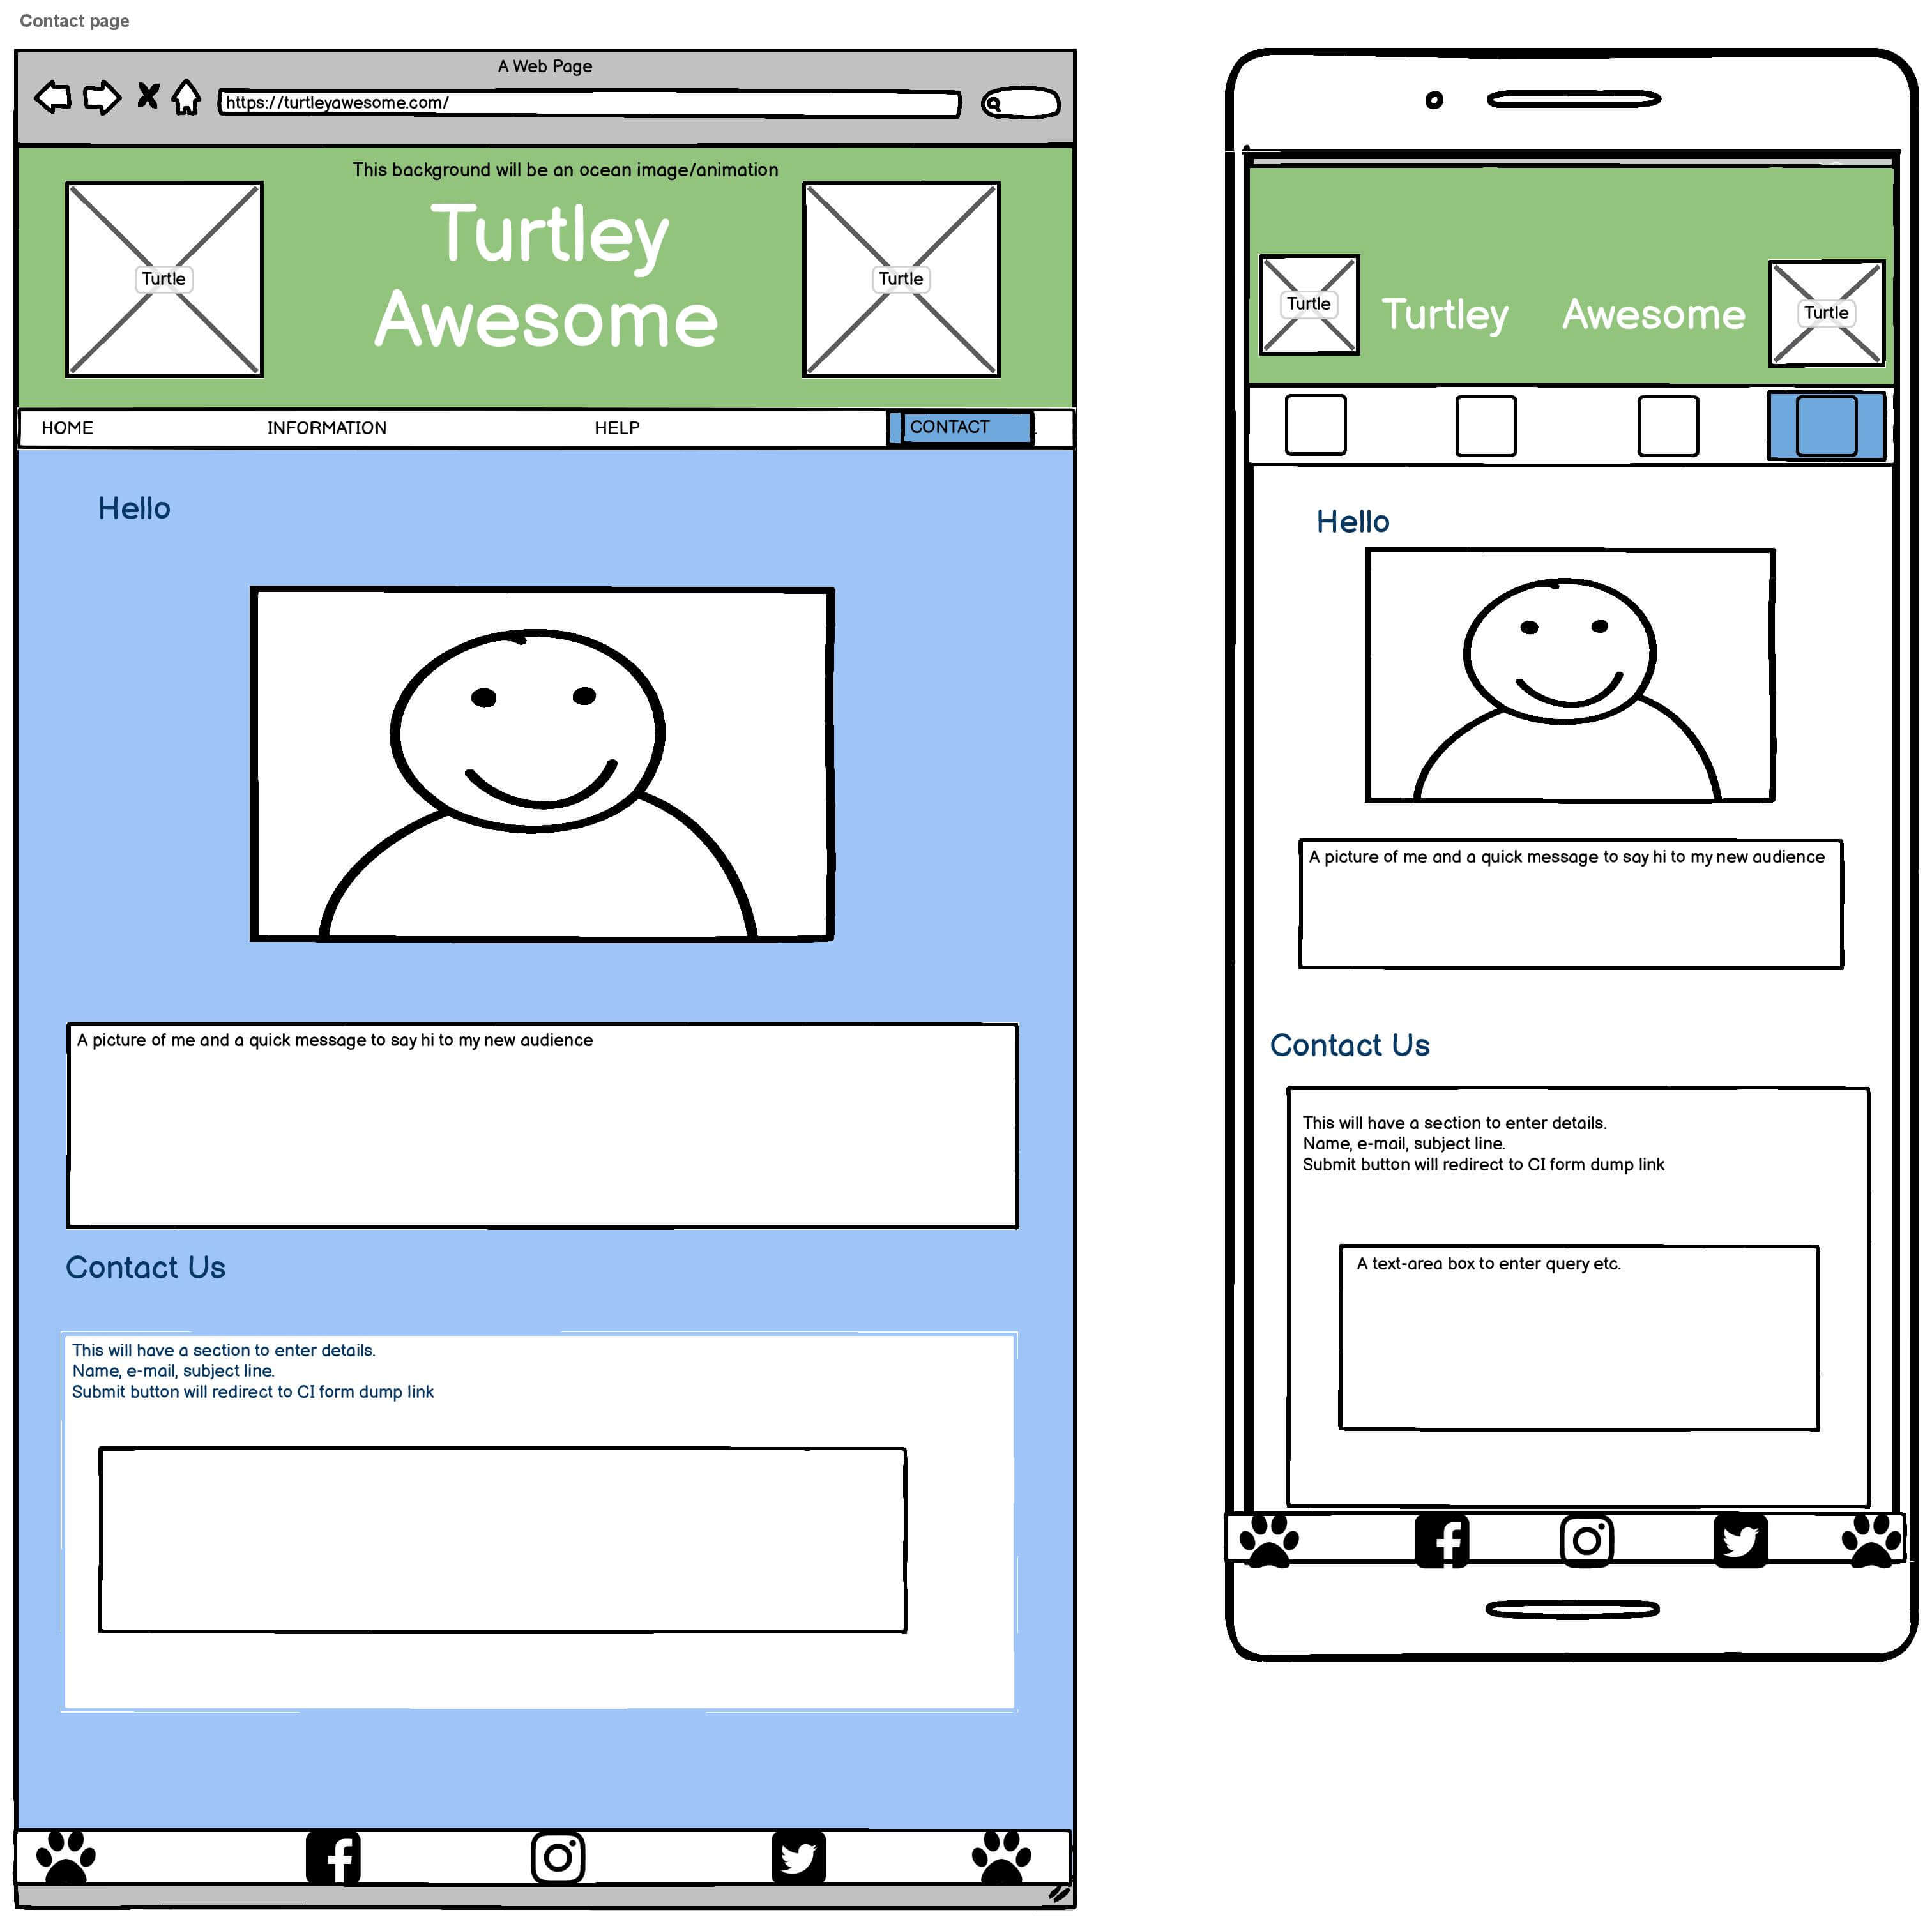 Contact page
A Web Page
https://turtleyawesome.com/
This background will be an ocean image/animation
Turtle
Turtley
Awesome
Turtle
HOME
INFORMATION
HELP
CONTACT
Hello
A picture of me and a quick message to say hi to my new audience
Contact Us
This will have a section to enter details.
Name, e-mail, subject line.
Submit button will redirect to CI form dump link
Turtle
Turtley Awesome
Turtle
Hello
A picture of me and a quick message to say hi to my new audience
Contact Us
This will have a section to enter details.
Name, e-mail, subject line.
Submit button will redirect to CI form dump link
A text-area box to enter query etc.